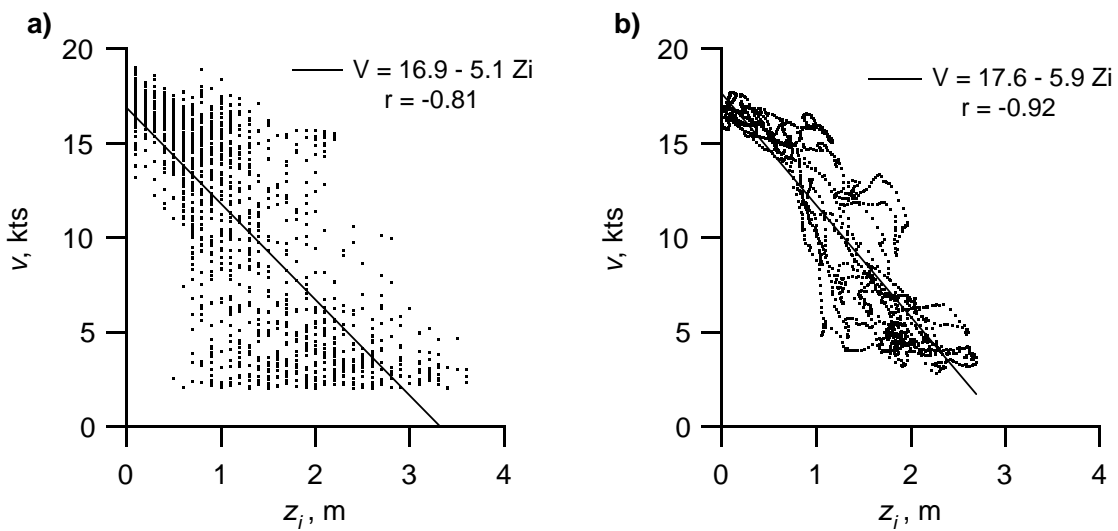 a)
20
15
10
5
0
v, kts
V = 16.9 - 5.1 Zi
r = -0.81
0 1 2 3 4
z_i, m
b)
20
15
10
5
0
v, kts
V = 17.6 - 5.9 Zi
r = -0.92
0 1 2 3 4
z_i, m